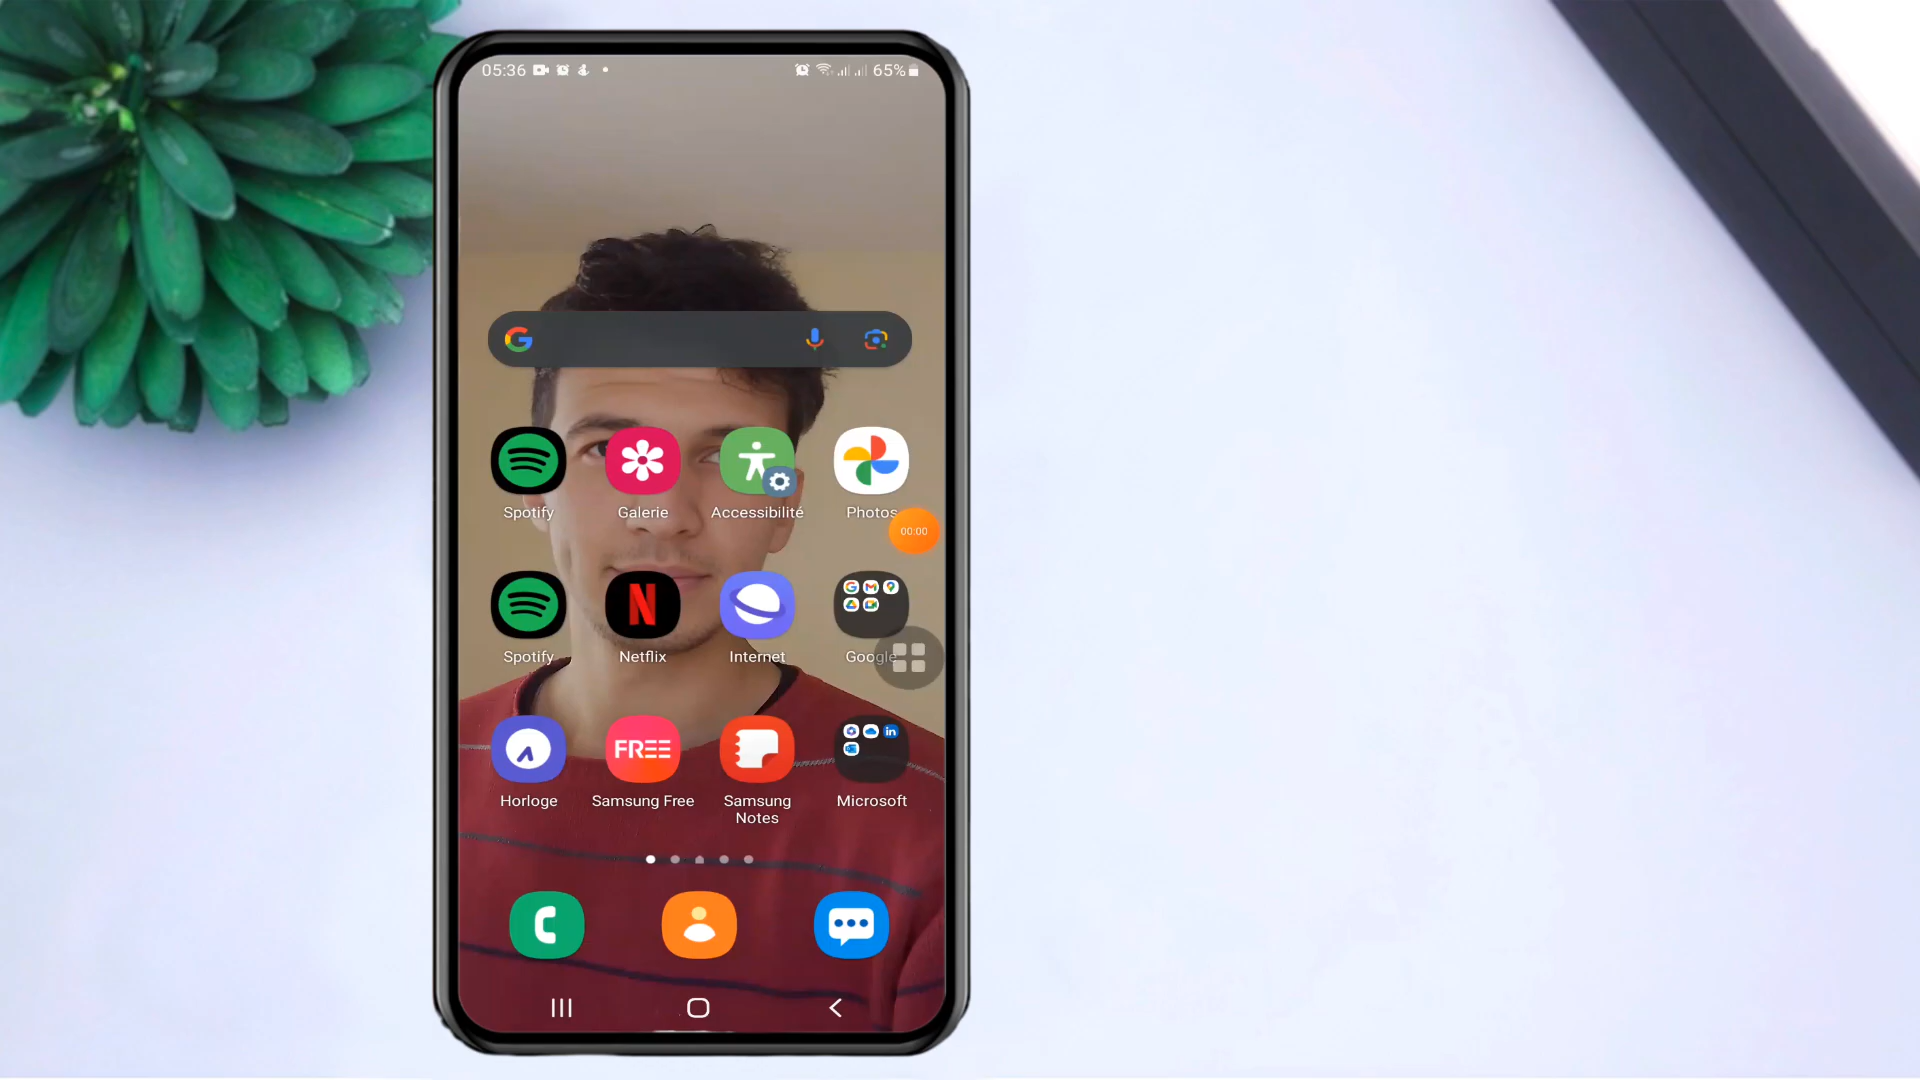 05:36
65%
Spotify
Galerie
Accessibilité
Photos
00:00
Spotify
Netflix
Internet
Google
FREE
Horloge
Samsung Free
Samsung
Notes
Microsoft